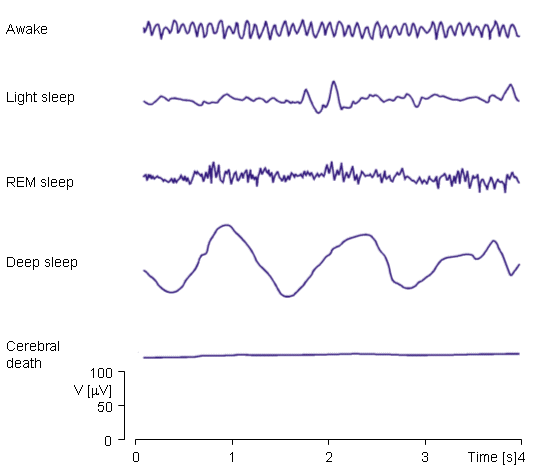 Awake
Light sleep
REM sleep
Deep sleep
Cerebral
death
100
V [µV]
50
0
0 1 2 3 Time [s]4